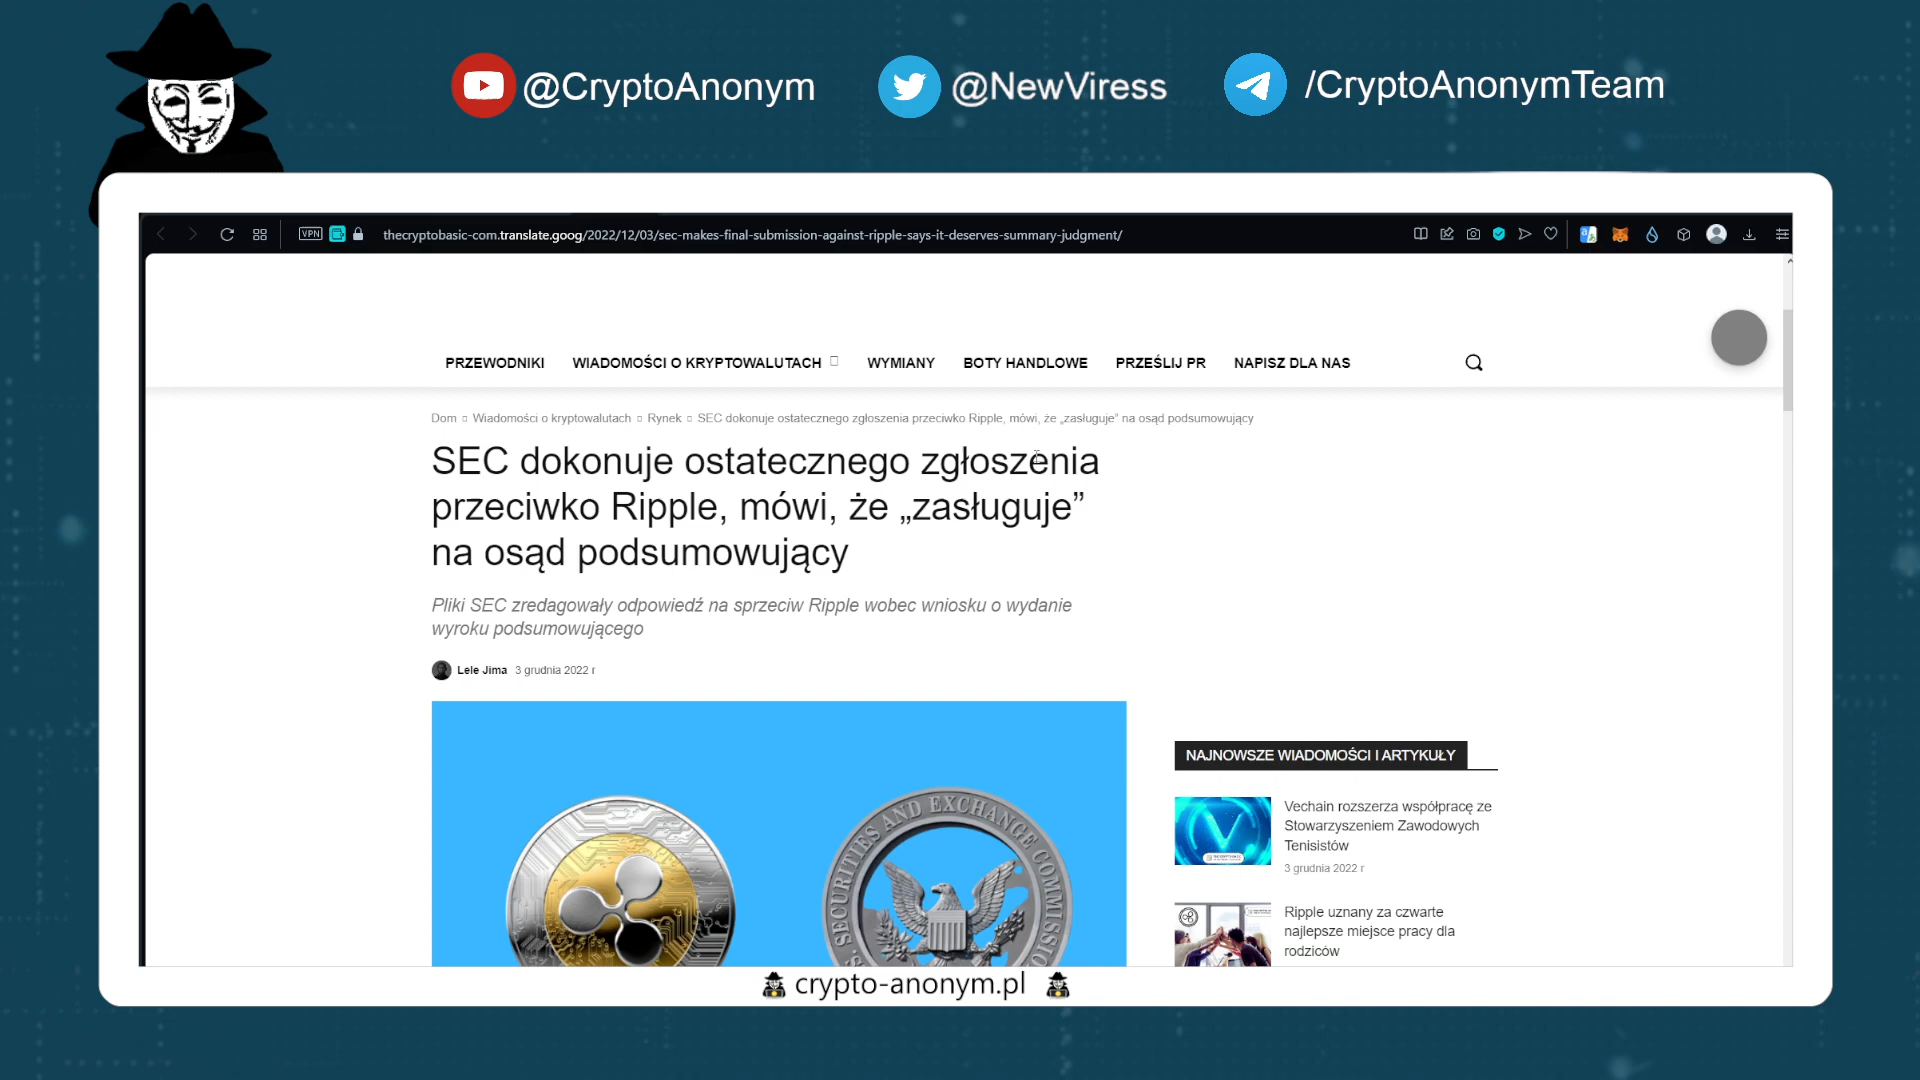 @CryptoAnonym
@NewViress
/CryptoAnonymTeam
VPN
thecryptobasic-com.translate.goog/2022/12/03/sec-makes-final-submission-against-ripple-says-it-deserves-summary-judgment/
PRZEWODNIKI
WIADOMOŚCI O KRYPTOWALUTACH
WYMIANY
BOTY HANDLOWE
PRZEŚLIJ PR
NAPISZ DLA NAS
Dom Wiadomości o kryptowalutach Rynek SEC dokonuje ostatecznego zgłoszenia przeciwko Ripple, mówi, że „zasługuje” na osąd podsumowujący
SEC dokonuje ostatecznego zgłoszenia
przeciwko Ripple, mówi, że „zasługuje”
na osąd podsumowujący
Pliki SEC zredagowały odpowiedź na sprzeciw Ripple wobec wniosku o wydanie
wyroku podsumowującego
Lele Jima 3 grudnia 2022 r
SECURITIES AND EXCHANGE COMMISSIO
NAJNOWSZE WIADOMOŚCI I ARTYKUŁY
Vechain rozszerza współpracę ze
Stowarzyszeniem Zawodowych
Tenisistów
3 grudnia 2022 r
Ripple uznany za czwarte
najlepsze miejsce pracy dla
rodziców
crypto-anonym.pl